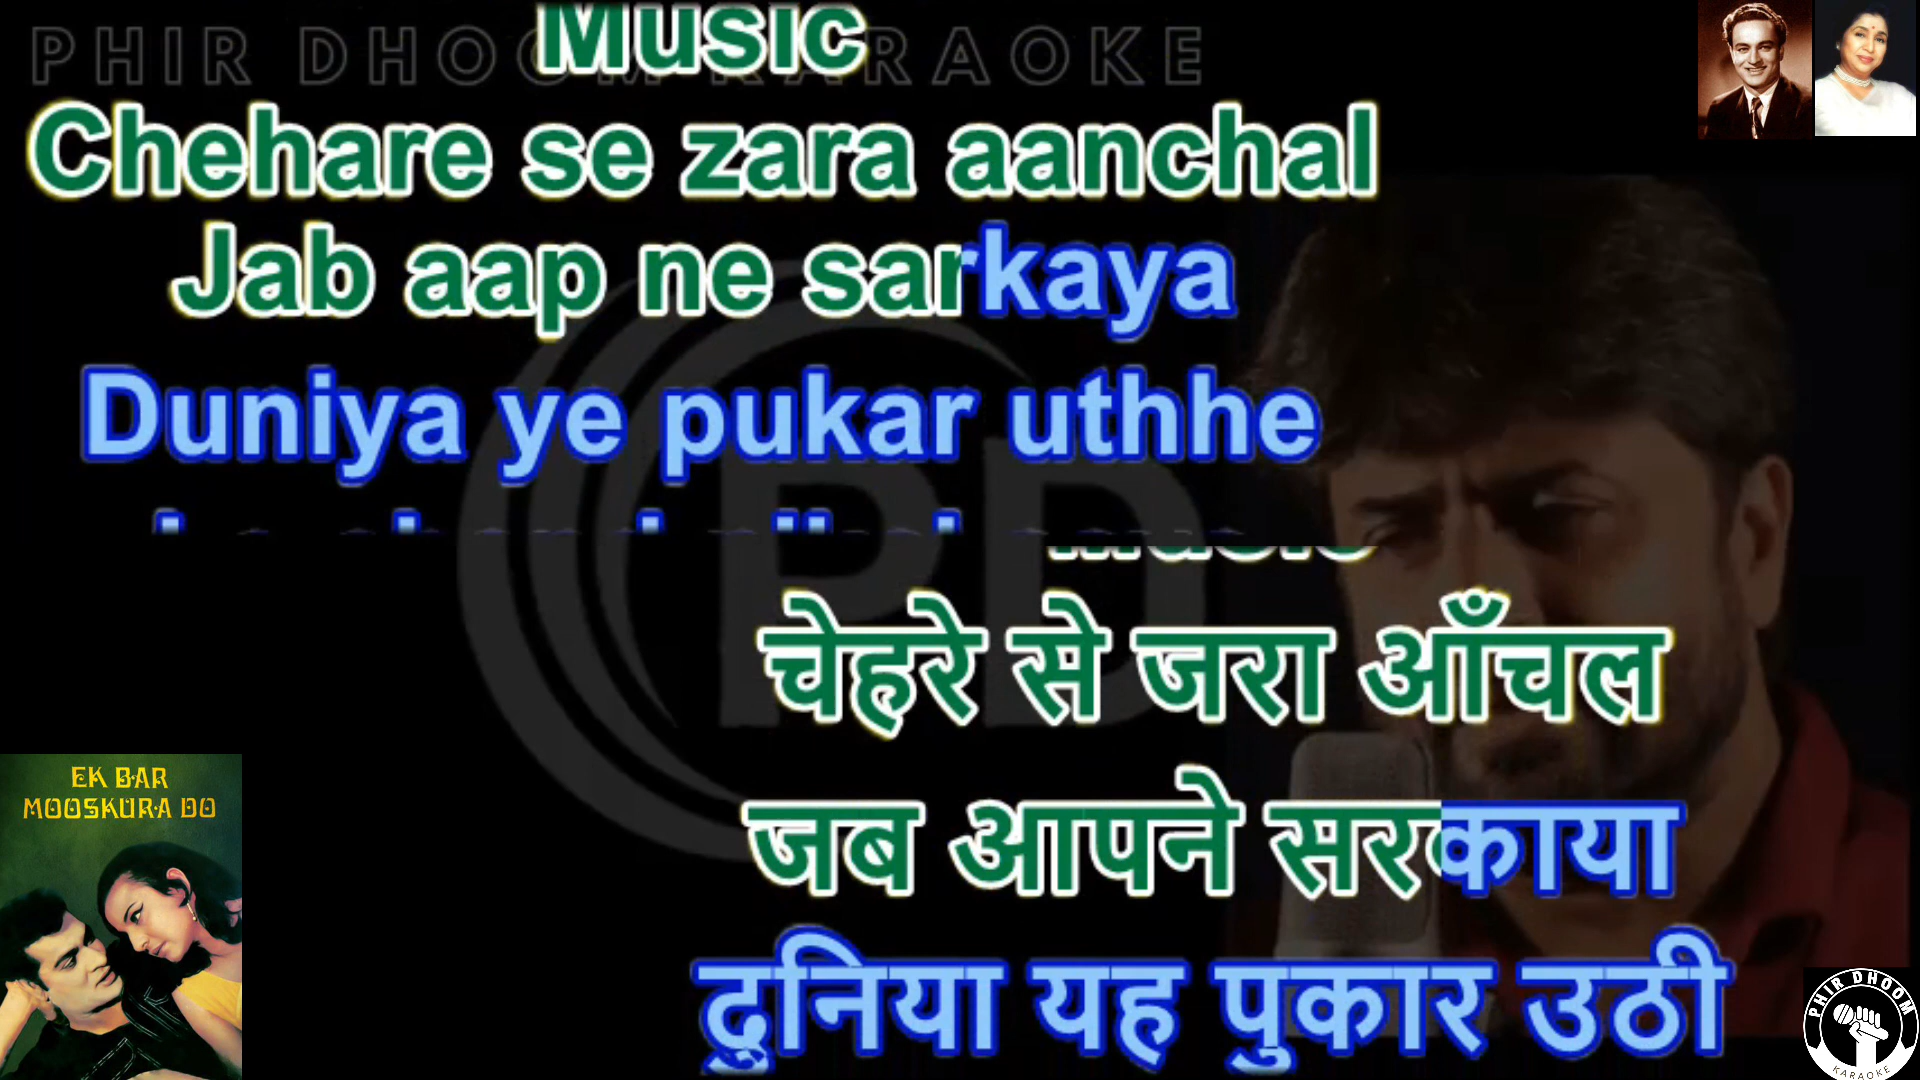 PHIR DHOOM KARAOKE
Music
Chehare se zara aanchal
Jab aap ne sarkaya
Duniya ye pukar uthhe
चेहरे से जरा आँचल
जब आपने सरकाया
दुनिया यह पुकार उठी
EK BAR
MOOSKURA DO
PD
PHIR DHOOM
KARAOKE